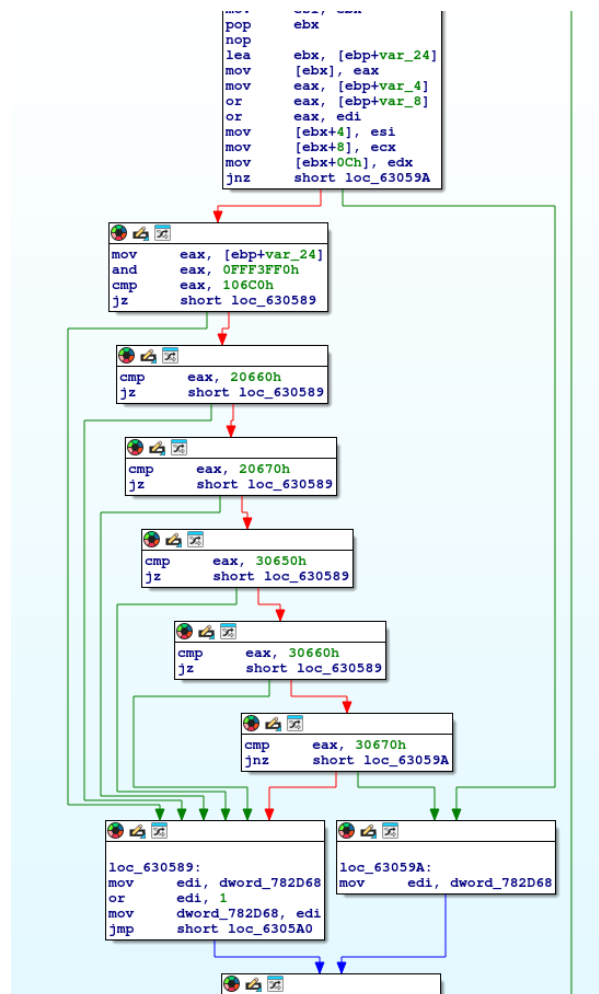 mov esi, ebx
pop ebx
nop
lea ebx, [ebp+var_24]
mov [ebx], eax
mov eax, [ebp+var_4]
or eax, [ebp+var_8]
or eax, edi
mov [ebx+4], esi
mov [ebx+8], ecx
mov [ebx+0Ch], edx
jnz short loc_63059A
mov eax, [ebp+var_24]
and eax, 0FFF3FF0h
cmp eax, 106C0h
jz short loc_630589
cmp eax, 20660h
jz short loc_630589
cmp eax, 20670h
jz short loc_630589
cmp eax, 30650h
jz short loc_630589
cmp eax, 30660h
jz short loc_630589
cmp eax, 30670h
jnz short loc_63059A
loc_630589:
mov edi, dword_782D68
or edi, 1
mov dword_782D68, edi
jmp short loc_6305A0
loc_63059A:
mov edi, dword_782D68